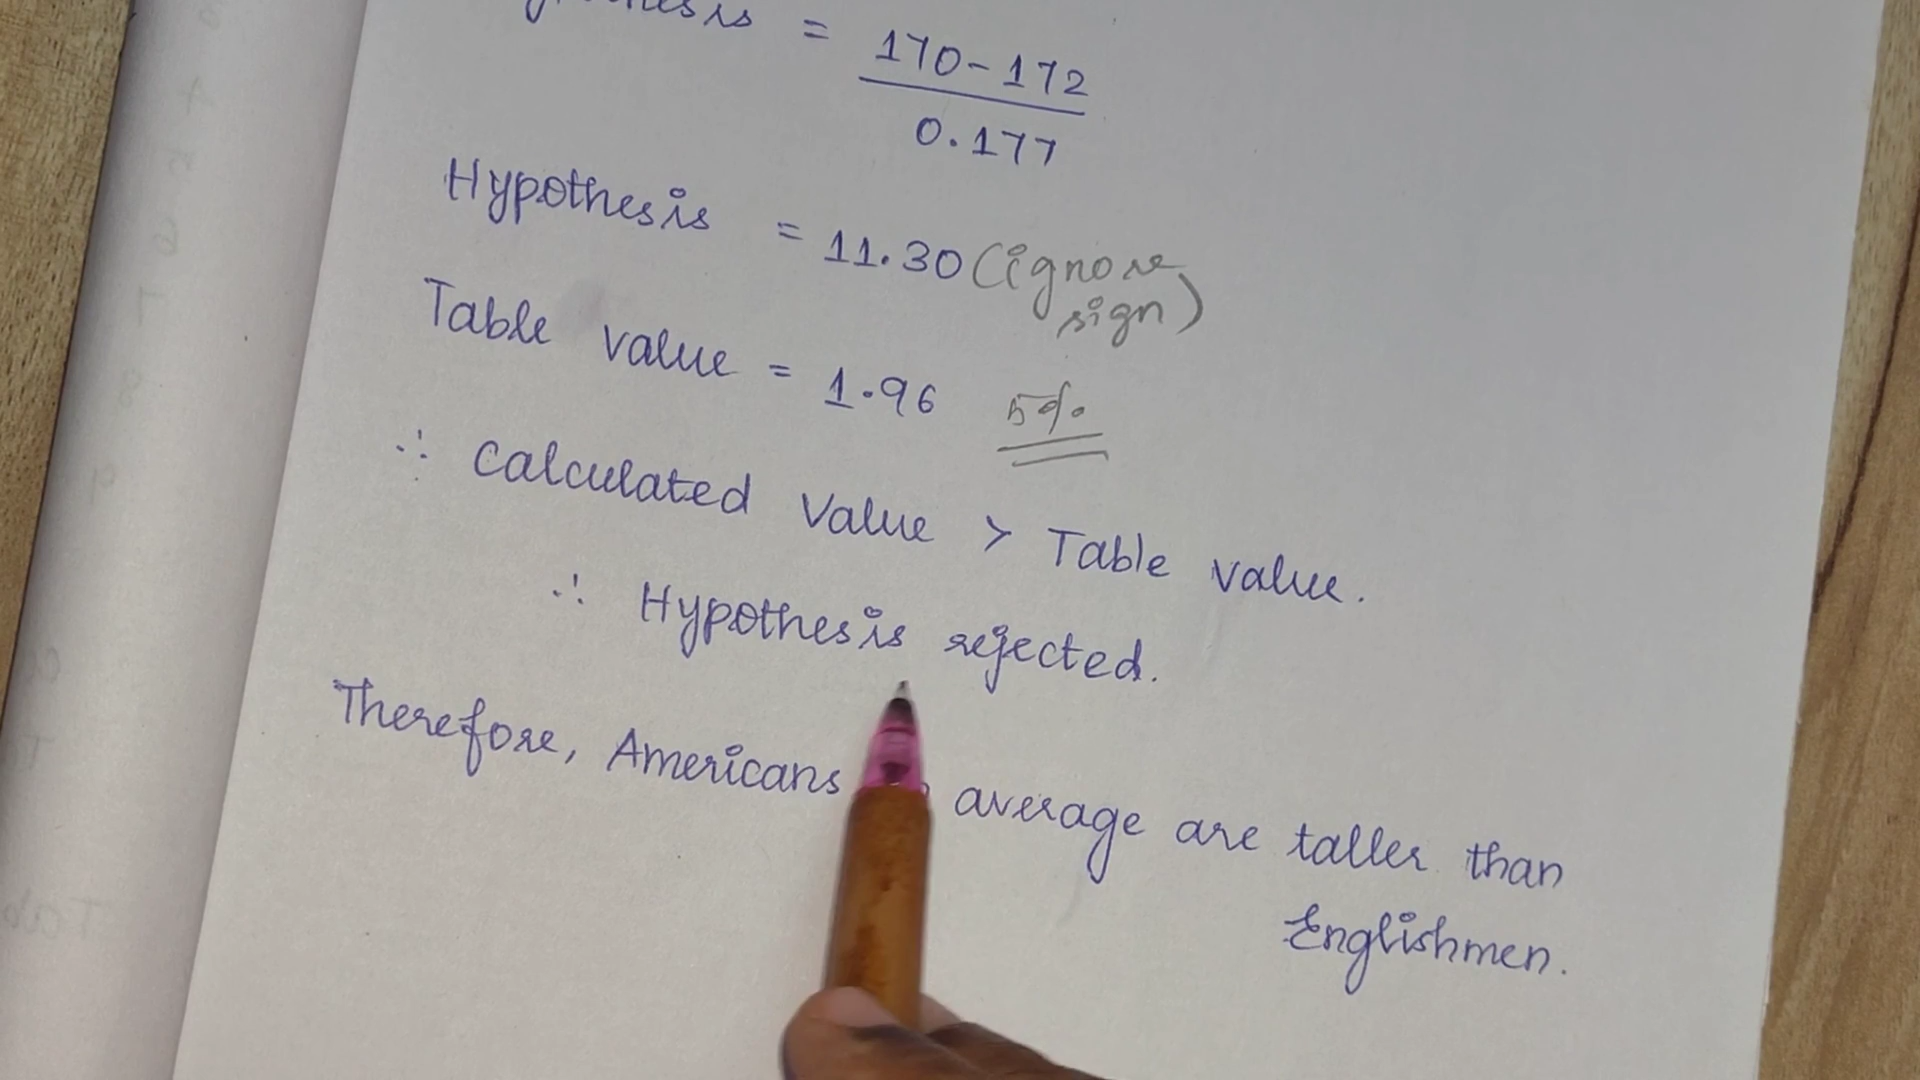 = 170-172
0.177
Hypothesis = 11.30 (ignore
sign)
Table value = 1.96 5%
∴ Calculated Value > Table value.
∴ Hypothesis rejected.
Therefore, Americans average are taller than
Englishmen.